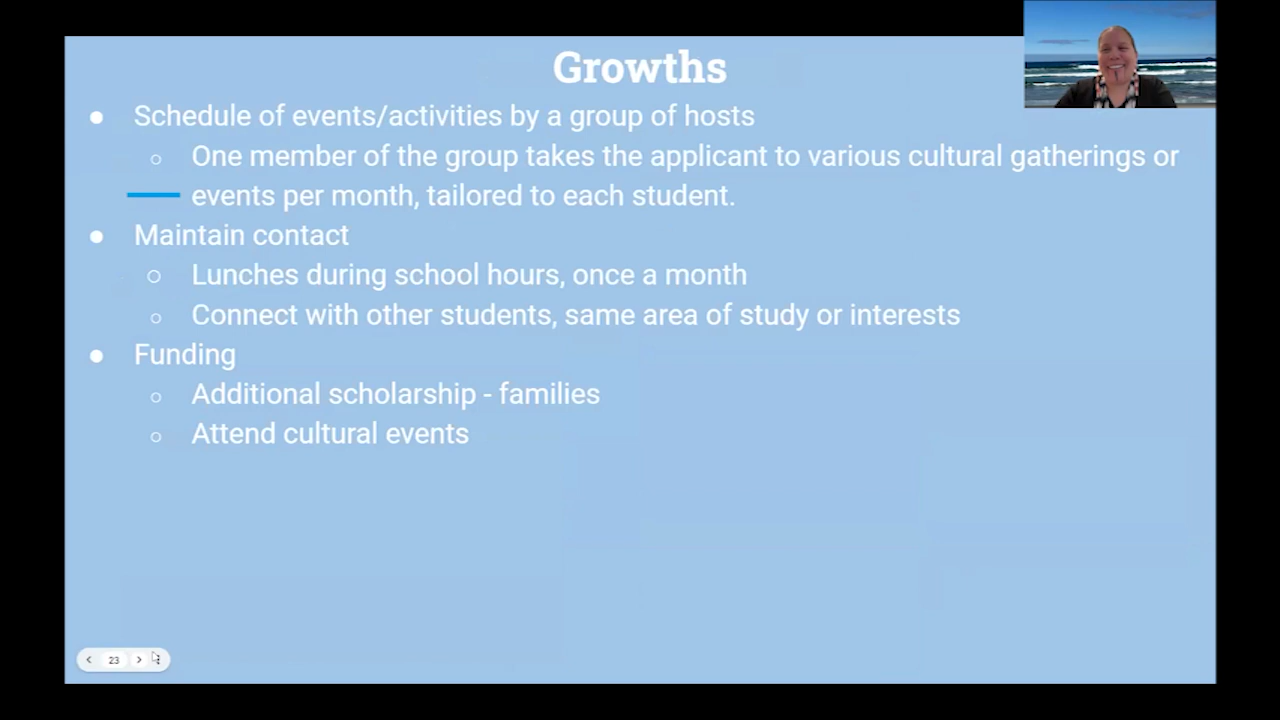 Growths
● Schedule of events/activities by a group of hosts
○ One member of the group takes the applicant to various cultural gatherings or
events per month, tailored to each student.
● Maintain contact
○ Lunches during school hours, once a month
○ Connect with other students, same area of study or interests
● Funding
○ Additional scholarship - families
○ Attend cultural events
23